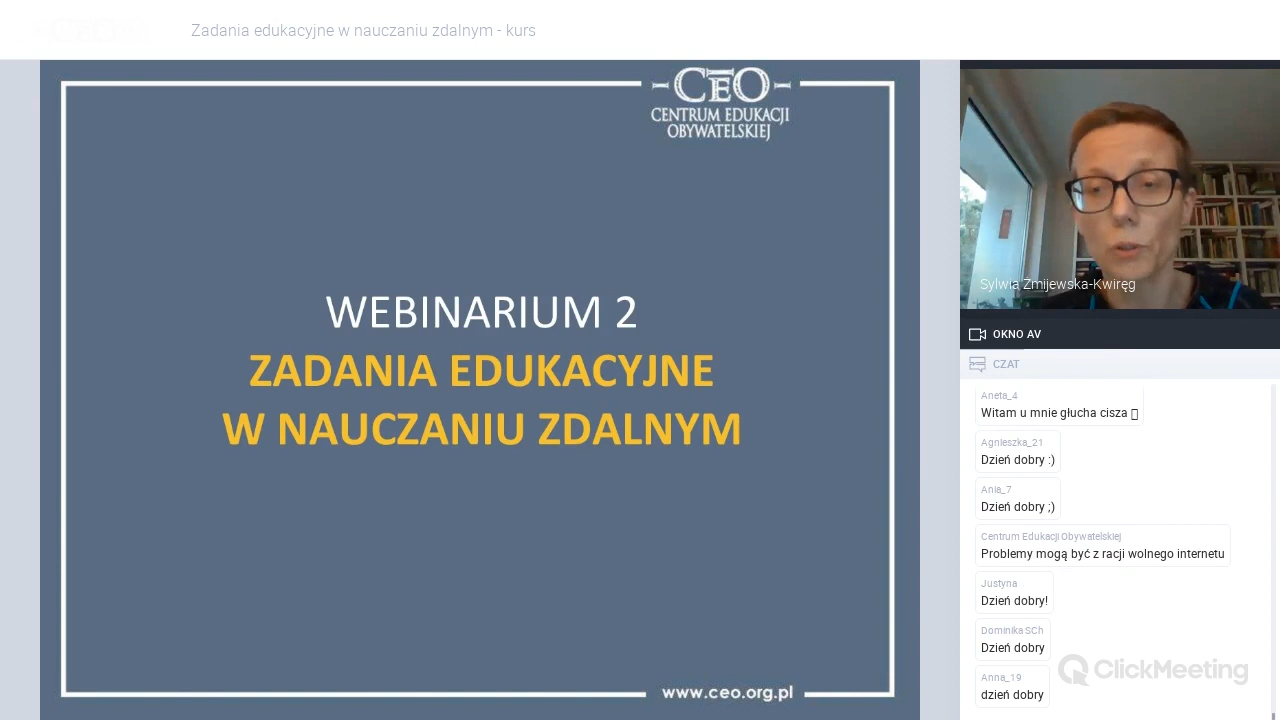 Zadania edukacyjne w nauczaniu zdalnym - kurs
CEO
CENTRUM EDUKACJI
OBYWATELSKIEJ
WEBINARIUM 2
ZADANIA EDUKACYJNE
W NAUCZANIU ZDALNYM
www.ceo.org.pl
Sylwia Żmijewska-Kwiręg
OKNO AV
CZAT
Aneta_4
Witam u mnie głucha cisza
Agnieszka_21
Dzień dobry :)
Ania_7
Dzień dobry ;)
Centrum Edukacji Obywatelskiej
Problemy mogą być z racji wolnego internetu
Justyna
Dzień dobry!
Dominika SCh
Dzień dobry
Anna_19
dzień dobry
ClickMeeting